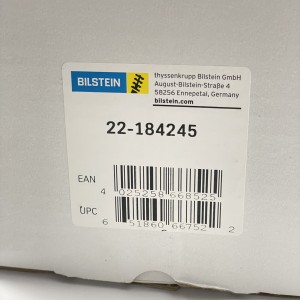 BILSTEIN
thyssenkrupp Bilstein GmbH
August-Bilstein-Straße 4
58256 Ennepetal, Germany
bilstein.com
22-184245
EAN
4 025258 668525
UPC
6 51860 66752 2